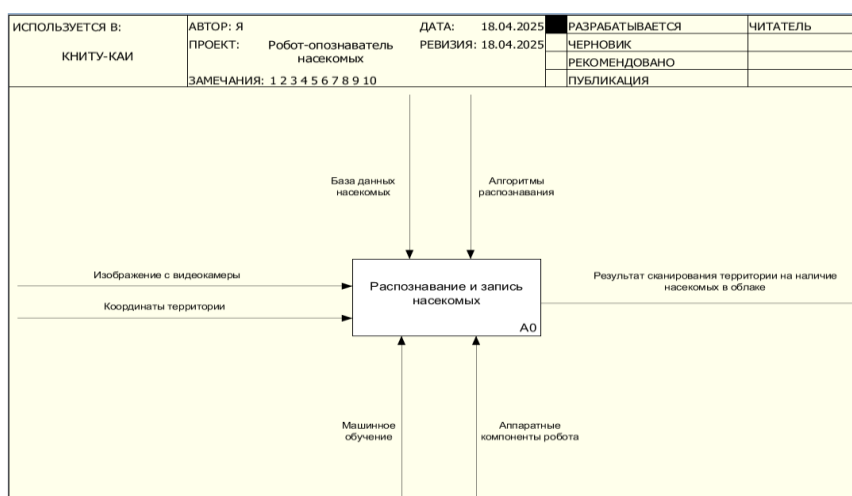 ИСПОЛЬЗУЕТСЯ В:
КНИТУ-КАИ
АВТОР: Я
ПРОЕКТ: Робот-опознаватель
насекомых
ЗАМЕЧАНИЯ: 1 2 3 4 5 6 7 8 9 10
ДАТА: 18.04.2025
РЕВИЗИЯ: 18.04.2025
РАЗРАБАТЫВАЕТСЯ
ЧЕРНОВИК
РЕКОМЕНДОВАНО
ПУБЛИКАЦИЯ
ЧИТАТЕЛЬ
База данных
насекомых
Алгоритмы
распознавания
Изображение с видеокамеры
Координаты территории
Распознавание и запись
насекомых
A0
Результат сканирования территории на наличие
насекомых в облаке
Машинное
обучение
Аппаратные
компоненты робота